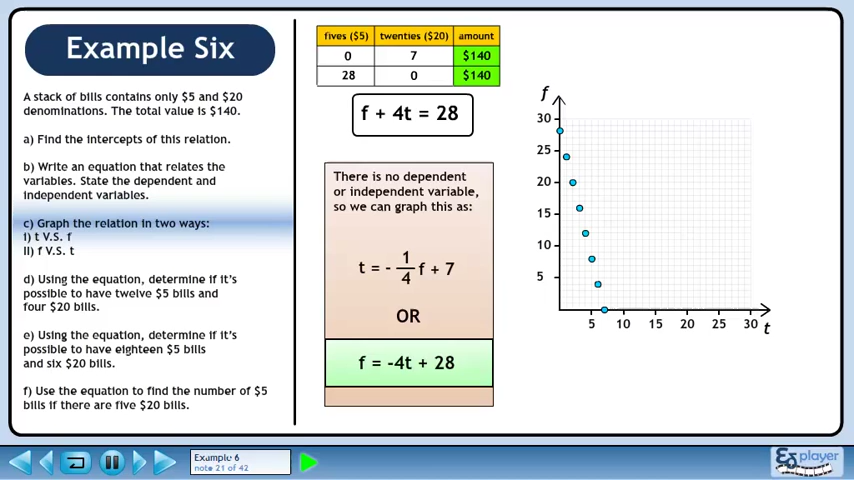 Example Six
A stack of bills contains only $5 and $20
denominations. The total value is $140.
a) Find the intercepts of this relation.
b) Write an equation that relates the
variables. State the dependent and
independent variables.
c) Graph the relation in two ways:
i) t V.S. f
ii) f V.S. t
d) Using the equation, determine if it's
possible to have twelve $5 bills and
four $20 bills.
e) Using the equation, determine if it's
possible to have eighteen $5 bills
and six $20 bills.
f) Use the equation to find the number of $5
bills if there are five $20 bills.
fives ($5) twenties ($20) amount
0 7 $140
28 0 $140
f + 4t = 28
There is no dependent
or independent variable,
so we can graph this as:
t = - 1/4 f + 7
OR
f = -4t + 28
f
30
25
20
15
10
5
5 10 15 20 25 30 t
Example 6
note 21 of 42
Ez player